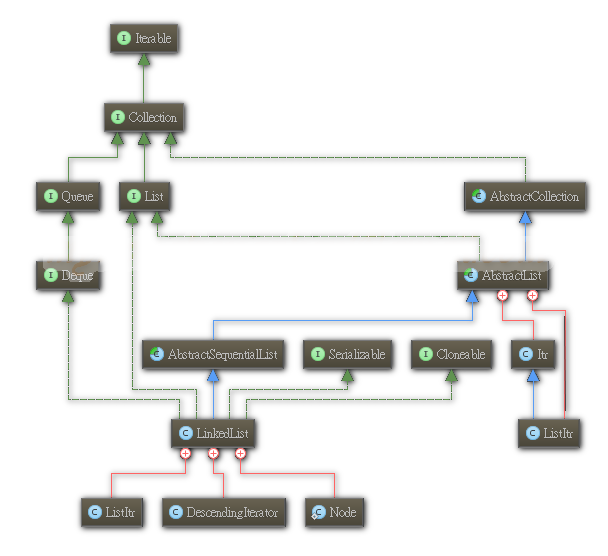 I Iterable
I Collection
I Queue
I List
C AbstractCollection
I Deque
C AbstractList
C AbstractSequentialList
I Serializable
I Cloneable
C Itr
C LinkedList
C ListItr
C ListItr
C DescendingIterator
C Node